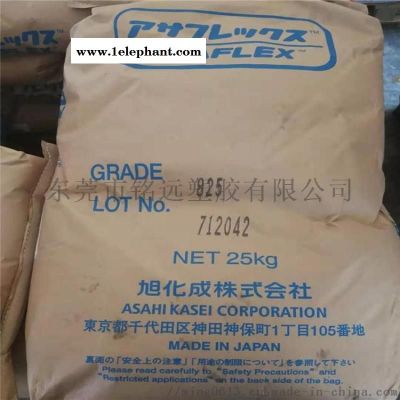 アサフレックス™
www.1elephant.com
FLEX™
GRADE 825
东莞市铭远塑胶有限公司
LOT No. 712042
NET 25kg
旭化成株式会社
ASAHI KASEI CORPORATION
東京都千代田区神田神保町1丁目105番地
MADE IN JAPAN
裏面の「安全上の注意」「用途の制限について」を参照して下さい
Please read carefully to "Safety Precautions" and
"Restricted applications" on the back side of the bag.